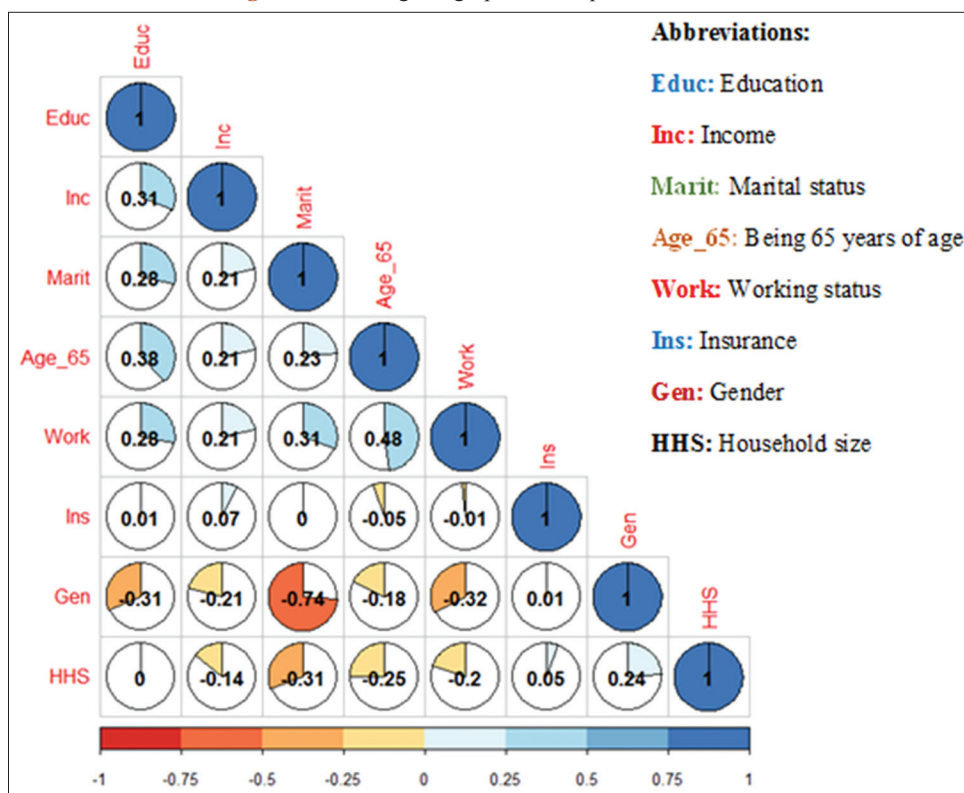 Abbreviations:
Educ: Education
Inc: Income
Marit: Marital status
Age_65: Being 65 years of age
Work: Working status
Ins: Insurance
Gen: Gender
HHS: Household size
Educ
Educ 1
Inc
Inc 0.31 1
Marit
Marit 0.28 0.21 1
Age_65
Age_65 0.38 0.21 0.23 1
Work
Work 0.28 0.21 0.31 0.48 1
Ins
Ins 0.01 0.07 0 -0.05 -0.01 1
Gen
Gen -0.31 -0.21 -0.74 -0.18 -0.32 0.01 1
HHS
HHS 0 -0.14 -0.31 -0.25 -0.2 0.05 0.24 1
-1 -0.75 -0.5 -0.25 0 0.25 0.5 0.75 1